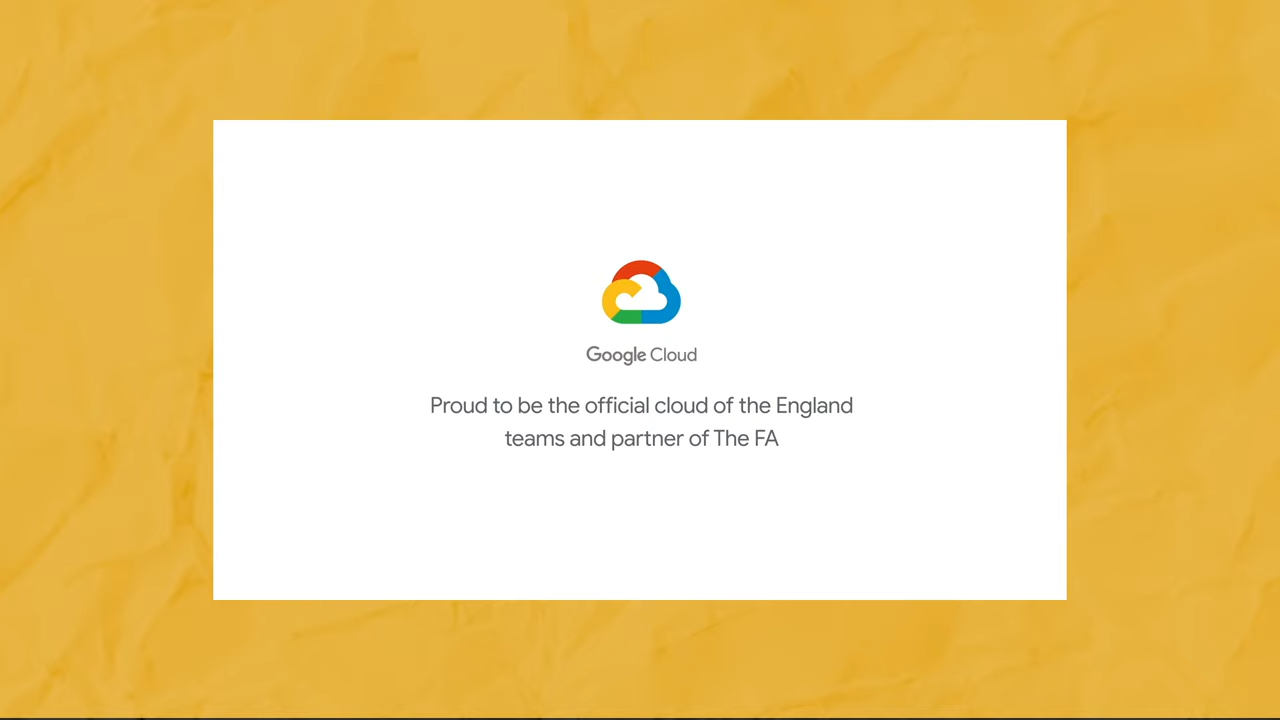 Google Cloud
Proud to be the official cloud of the England
teams and partner of The FA